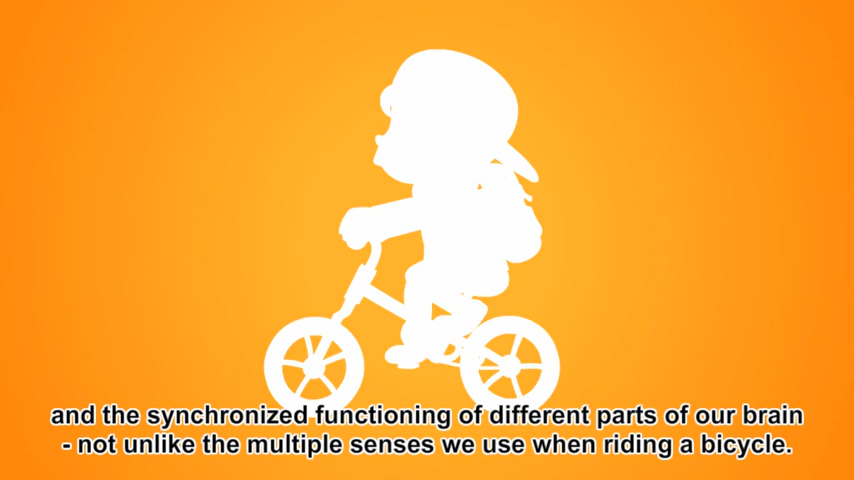 and the synchronized functioning of different parts of our brain
- not unlike the multiple senses we use when riding a bicycle.